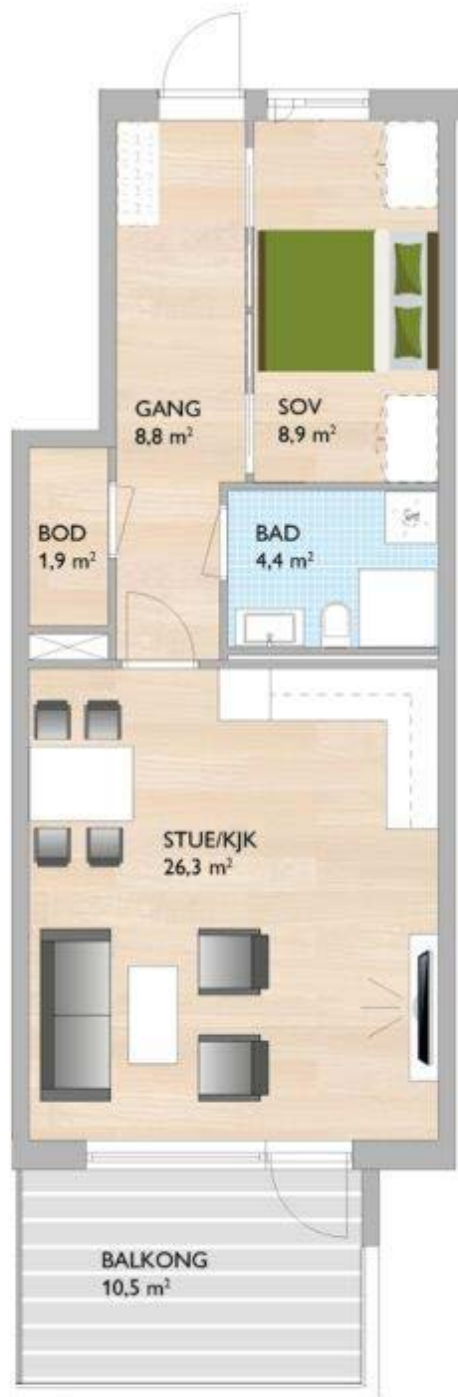 GANG
8,8 m²
SOV
8,9 m²
BOD
1,9 m²
BAD
4,4 m²
STUE/KJK
26,3 m²
BALKONG
10,5 m²